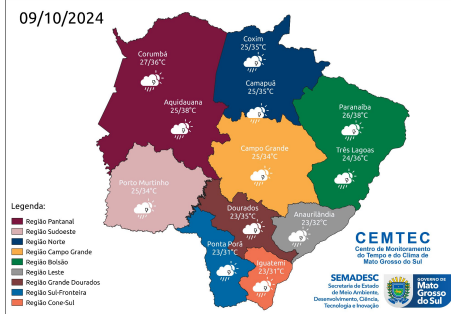 09/10/2024
Coxim
25/35°C
Corumbá
27/36°C
Camapuã
25/35°C
Aquidauana
25/38°C
Paranaíba
26/38°C
Campo Grande
25/34°C
Três Lagoas
24/36°C
Porto Murtinho
25/34°C
Dourados
23/35°C
Anaurilândia
23/32°C
Ponta Porã
23/31°C
Iguatemi
23/31°C
Legenda:
Região Pantanal
Região Sudoeste
Região Norte
Região Campo Grande
Região Bolsão
Região Leste
Região Grande Dourados
Região Sul-Fronteira
Região Cone-Sul
CEMTEC
Centro de Monitoramento
do Tempo e do Clima de
Mato Grosso do Sul
SEMADESC
Secretaria de Estado
de Meio Ambiente,
Desenvolvimento, Ciência,
Tecnologia e Inovação
GOVERNO DE
Mato
Grosso
do Sul